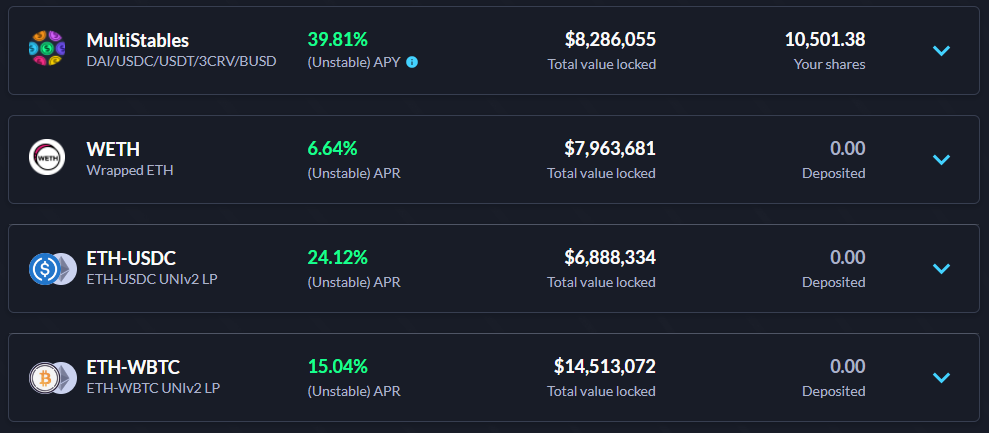 MultiStables 39.81% $8,286,055 10,501.38
DAI/USDC/USDT/3CRV/BUSD (Unstable) APY Total value locked Your shares
WETH 6.64% $7,963,681 0.00
WETH Wrapped ETH (Unstable) APR Total value locked Deposited
ETH-USDC 24.12% $6,888,334 0.00
ETH-USDC UNIv2 LP (Unstable) APR Total value locked Deposited
ETH-WBTC 15.04% $14,513,072 0.00
ETH-WBTC UNIv2 LP (Unstable) APR Total value locked Deposited